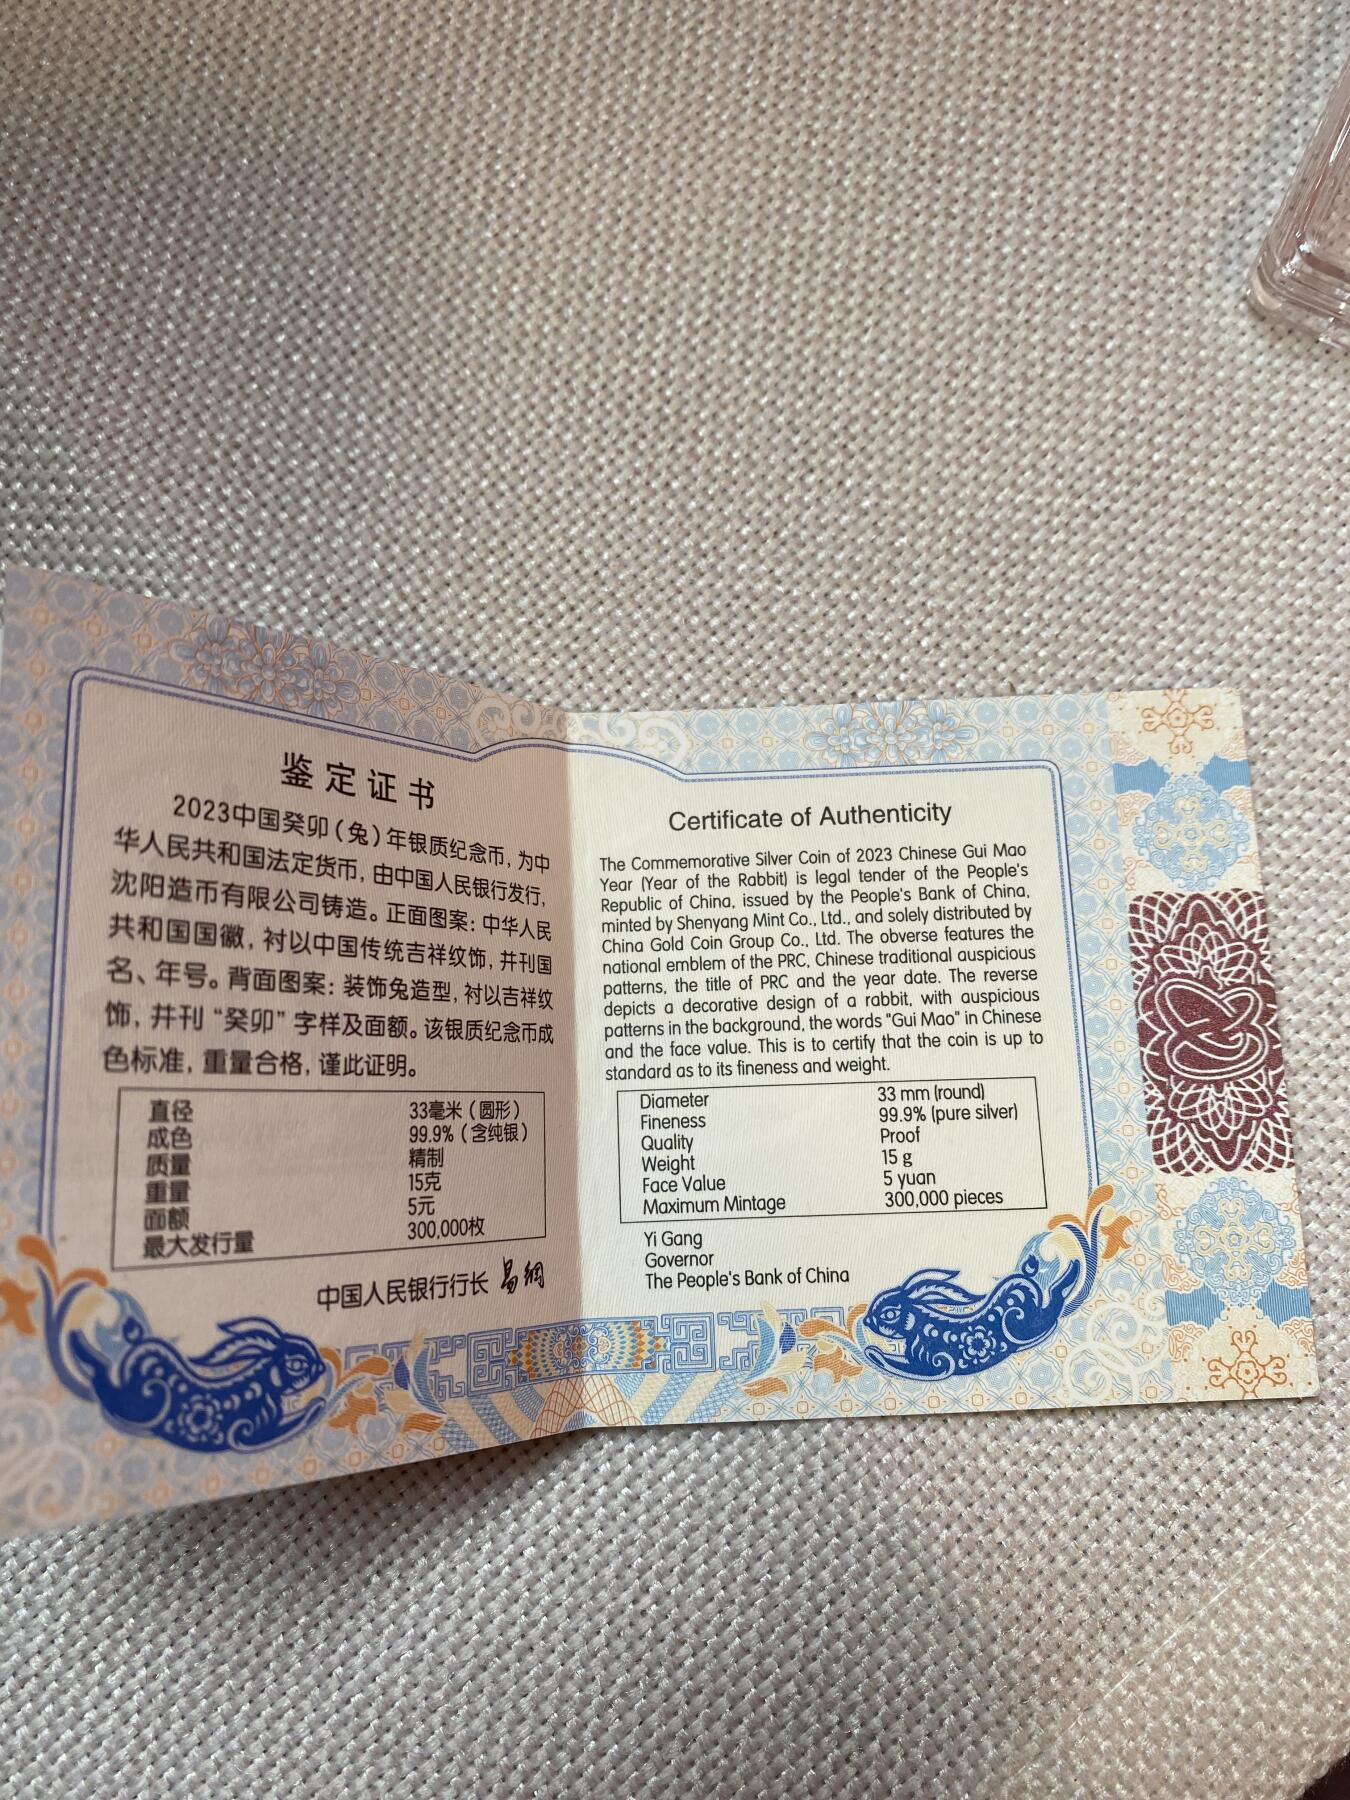 鉴定证书
2023中国癸卯（兔）年银质纪念币，为中
华人民共和国法定货币，由中国人民银行发行，
沈阳造币有限公司铸造。正面图案：中华人民
共和国国徽，衬以中国传统吉祥纹饰，并刊国
名、年号。背面图案：装饰兔造型，衬以吉祥纹
饰，并刊“癸卯”字样及面额。该银质纪念币成
色标准，重量合格，谨此证明。
直径 33毫米（圆形）
成色 99.9%（含纯银）
质量 精制
重量 15克
面额 5元
最大发行量 300,000枚
中国人民银行行长 易纲
Certificate of Authenticity
The Commemorative Silver Coin of 2023 Chinese Gui Mao
Year (Year of the Rabbit) is legal tender of the People's
Republic of China, issued by the People's Bank of China,
minted by Shenyang Mint Co., Ltd., and solely distributed by
China Gold Coin Group Co., Ltd. The obverse features the
national emblem of the PRC, Chinese traditional auspicious
patterns, the title of PRC and the year date. The reverse
depicts a decorative design of a rabbit, with auspicious
patterns in the background, the words "Gui Mao" in Chinese
and the face value. This is to certify that the coin is up to
standard as to its fineness and weight.
Diameter 33 mm (round)
Fineness 99.9% (pure silver)
Quality Proof
Weight 15 g
Face Value 5 yuan
Maximum Mintage 300,000 pieces
Yi Gang
Governor
The People's Bank of China